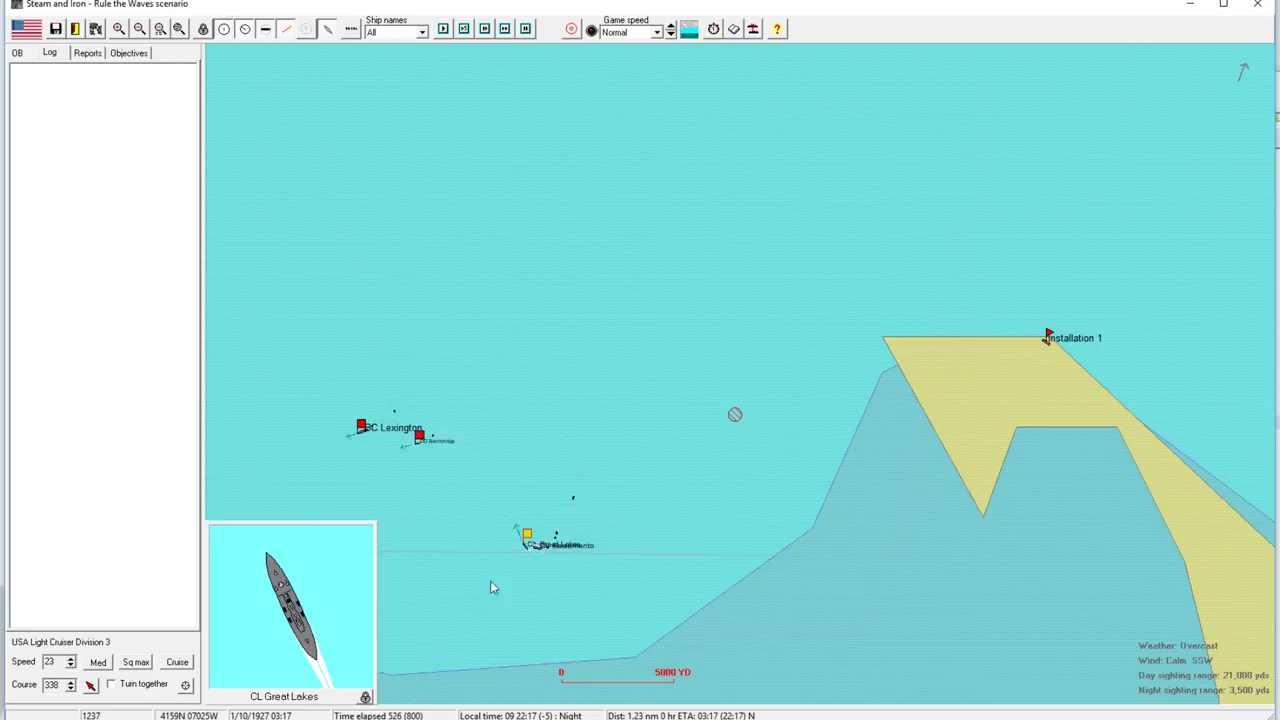 Steam and Iron - Rule the Waves scenario
Ship names
All
Game speed
Normal
OB Log Reports Objectives
Installation 1
BC Lexington
CL Great Lakes
5000 YD
0
Weather: Overcast
Wind: Calm SSW
Day sighting range: 21,000 yds
Night sighting range: 3,500 yds
USA Light Cruiser Division 3
Speed 23 Med Sq max Cruise
Course 338 Turn together
CL Great Lakes
1237 4159N 07025W 1/10/1927 03:17 Time elapsed 526 (800) Local time: 09 22:17 (-5) : Night Dist: 1.23 nm 0 hr ETA: 03:17 (22:17) N